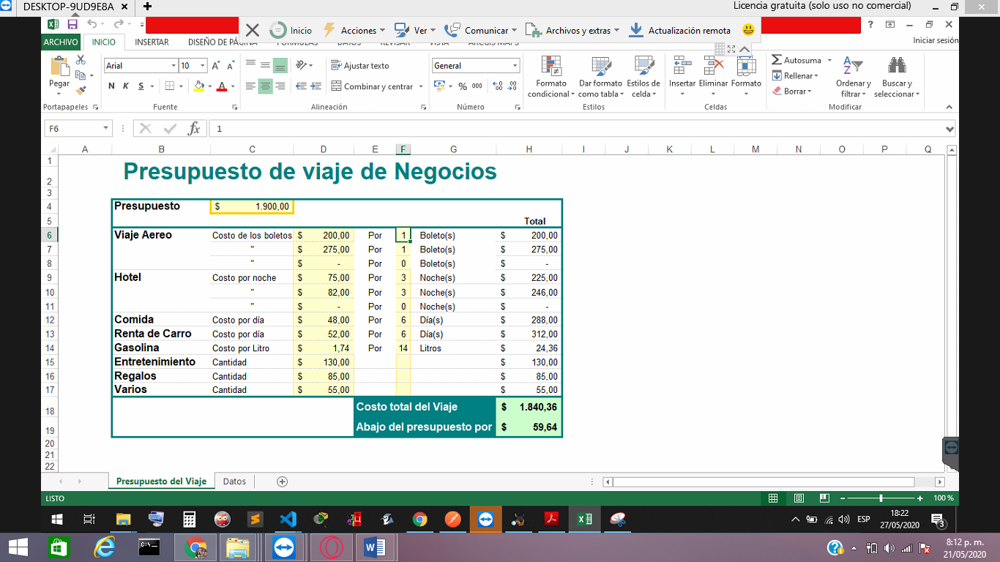 DESKTOP-9UD9E8A × +
Licencia gratuita (solo uso no comercial)
Inicio Acciones Ver Comunicar Archivos y extras Actualización remota
Iniciar sesión
ARCHIVO INICIO INSERTAR DISEÑO DE PÁGINA FORMULAS DATOS REVISAR VISTA ARCGIS MAPS
Pegar
Arial 10
N K S
Ajustar texto
Combinar y centrar
General
% 000
Formato condicional
Dar formato como tabla
Estilos de celda
Insertar Eliminar Formato
Autosuma
Rellenar
Borrar
Ordenar y filtrar
Buscar y seleccionar
Portapapeles Fuente Alineación Número Estilos Celdas Modificar
F6 fx 1
A B C D E F G H I J K L M N O P Q
1
2 Presupuesto de viaje de Negocios
3
4 Presupuesto $ 1.900,00
5 Total
6 Viaje Aereo Costo de los boletos $ 200,00 Por 1 Boleto(s) $ 200,00
7 " $ 275,00 Por 1 Boleto(s) $ 275,00
8 " $ - Por 0 Boleto(s) $ -
9 Hotel Costo por noche $ 75,00 Por 3 Noche(s) $ 225,00
10 " $ 82,00 Por 3 Noche(s) $ 246,00
11 " $ - Por 0 Noche(s) $ -
12 Comida Costo por día $ 48,00 Por 6 Día(s) $ 288,00
13 Renta de Carro Costo por día $ 52,00 Por 6 Día(s) $ 312,00
14 Gasolina Costo por Litro $ 1,74 Por 14 Litros $ 24,36
15 Entretenimiento Cantidad $ 130,00 $ 130,00
16 Regalos Cantidad $ 85,00 $ 85,00
17 Varios Cantidad $ 55,00 $ 55,00
18 Costo total del Viaje $ 1.840,36
19 Abajo del presupuesto por $ 59,64
20
21
22
Presupuesto del Viaje Datos
LISTO
100 %
ESP
18:22
27/05/2020
3
8:12 p. m.
21/05/2020